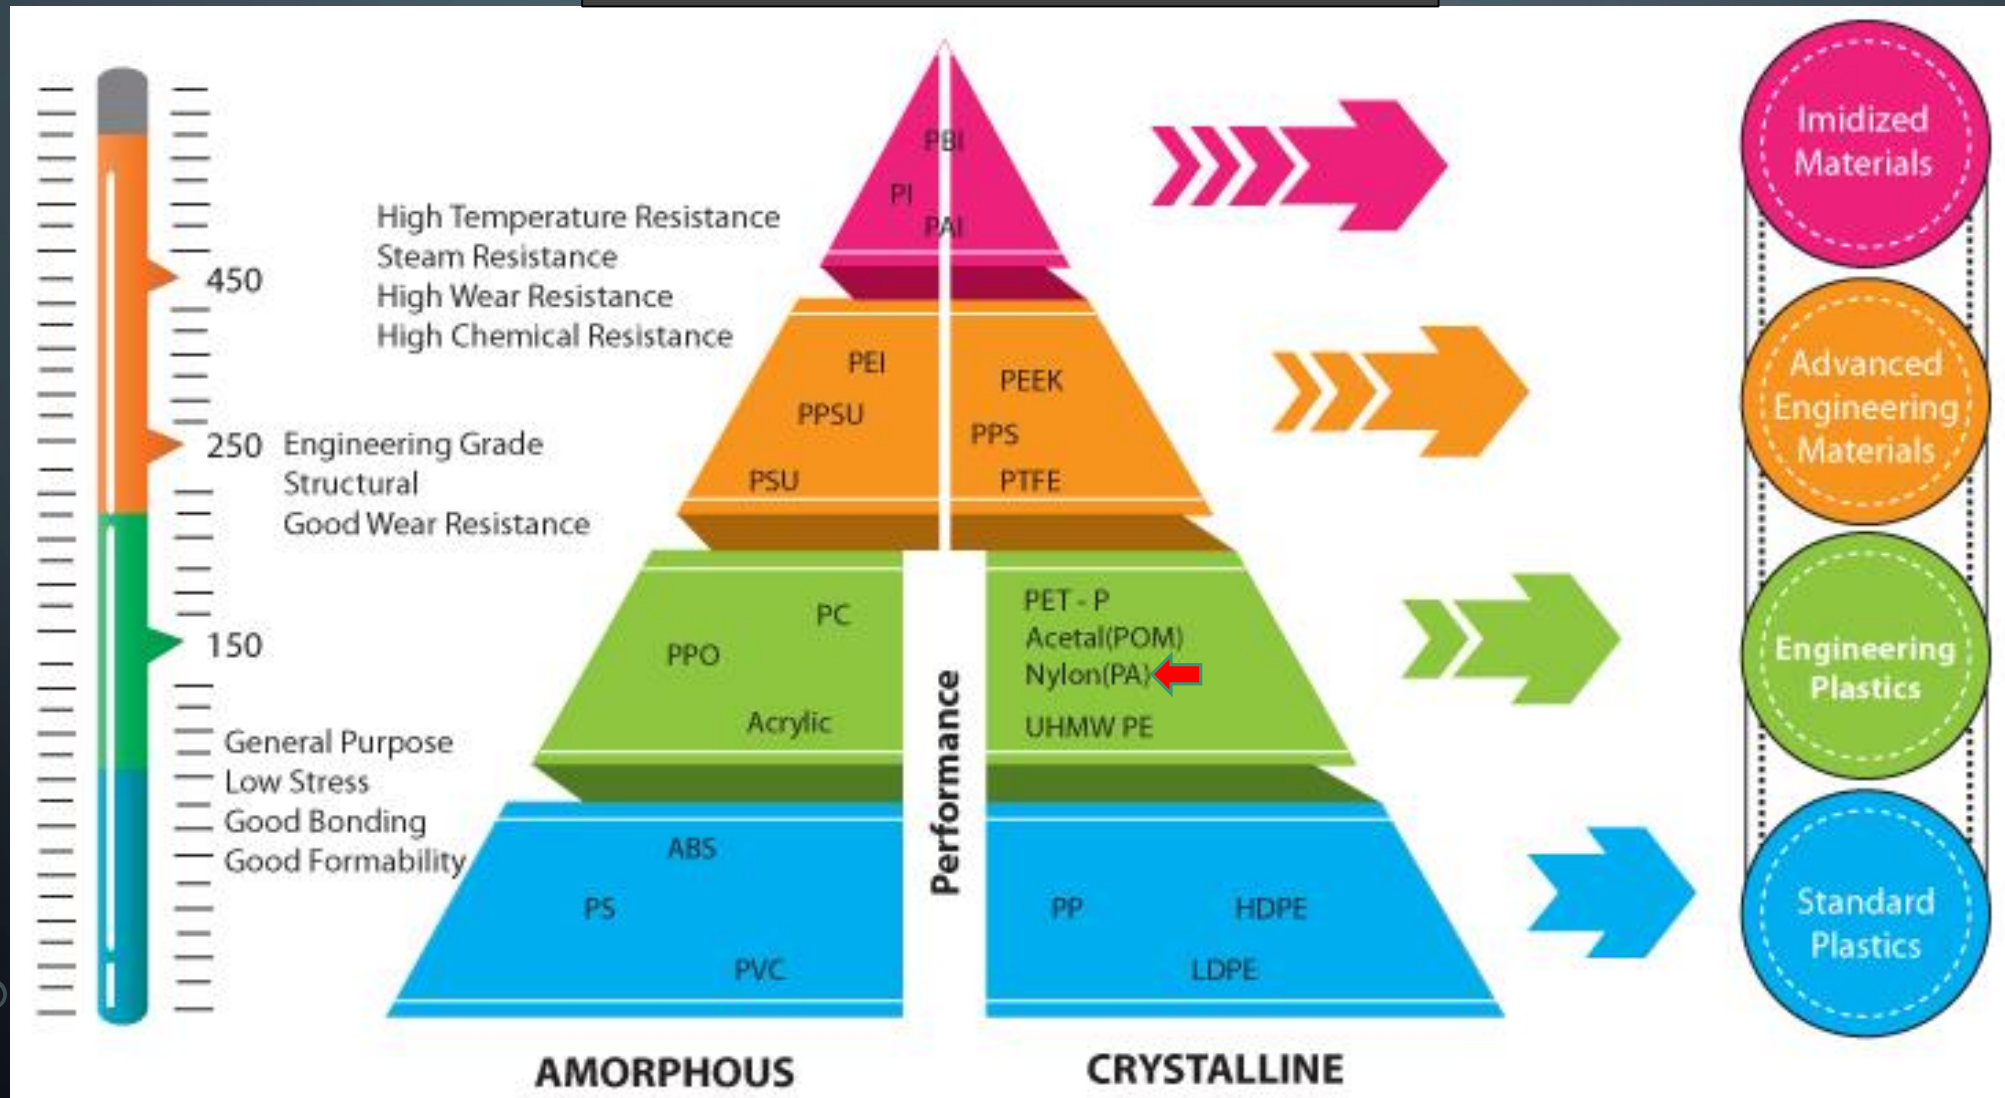 450
250
150
High Temperature Resistance
Steam Resistance
High Wear Resistance
High Chemical Resistance
Engineering Grade
Structural
Good Wear Resistance
General Purpose
Low Stress
Good Bonding
Good Formability
PBI
PI
PAI
PEI
PPSU
PSU
PEEK
PPS
PTFE
PC
PPO
Acrylic
PET - P
Acetal(POM)
Nylon(PA)
UHMW PE
ABS
PS
PVC
PP
HDPE
LDPE
Performance
AMORPHOUS
CRYSTALLINE
Imidized
Materials
Advanced
Engineering
Materials
Engineering
Plastics
Standard
Plastics